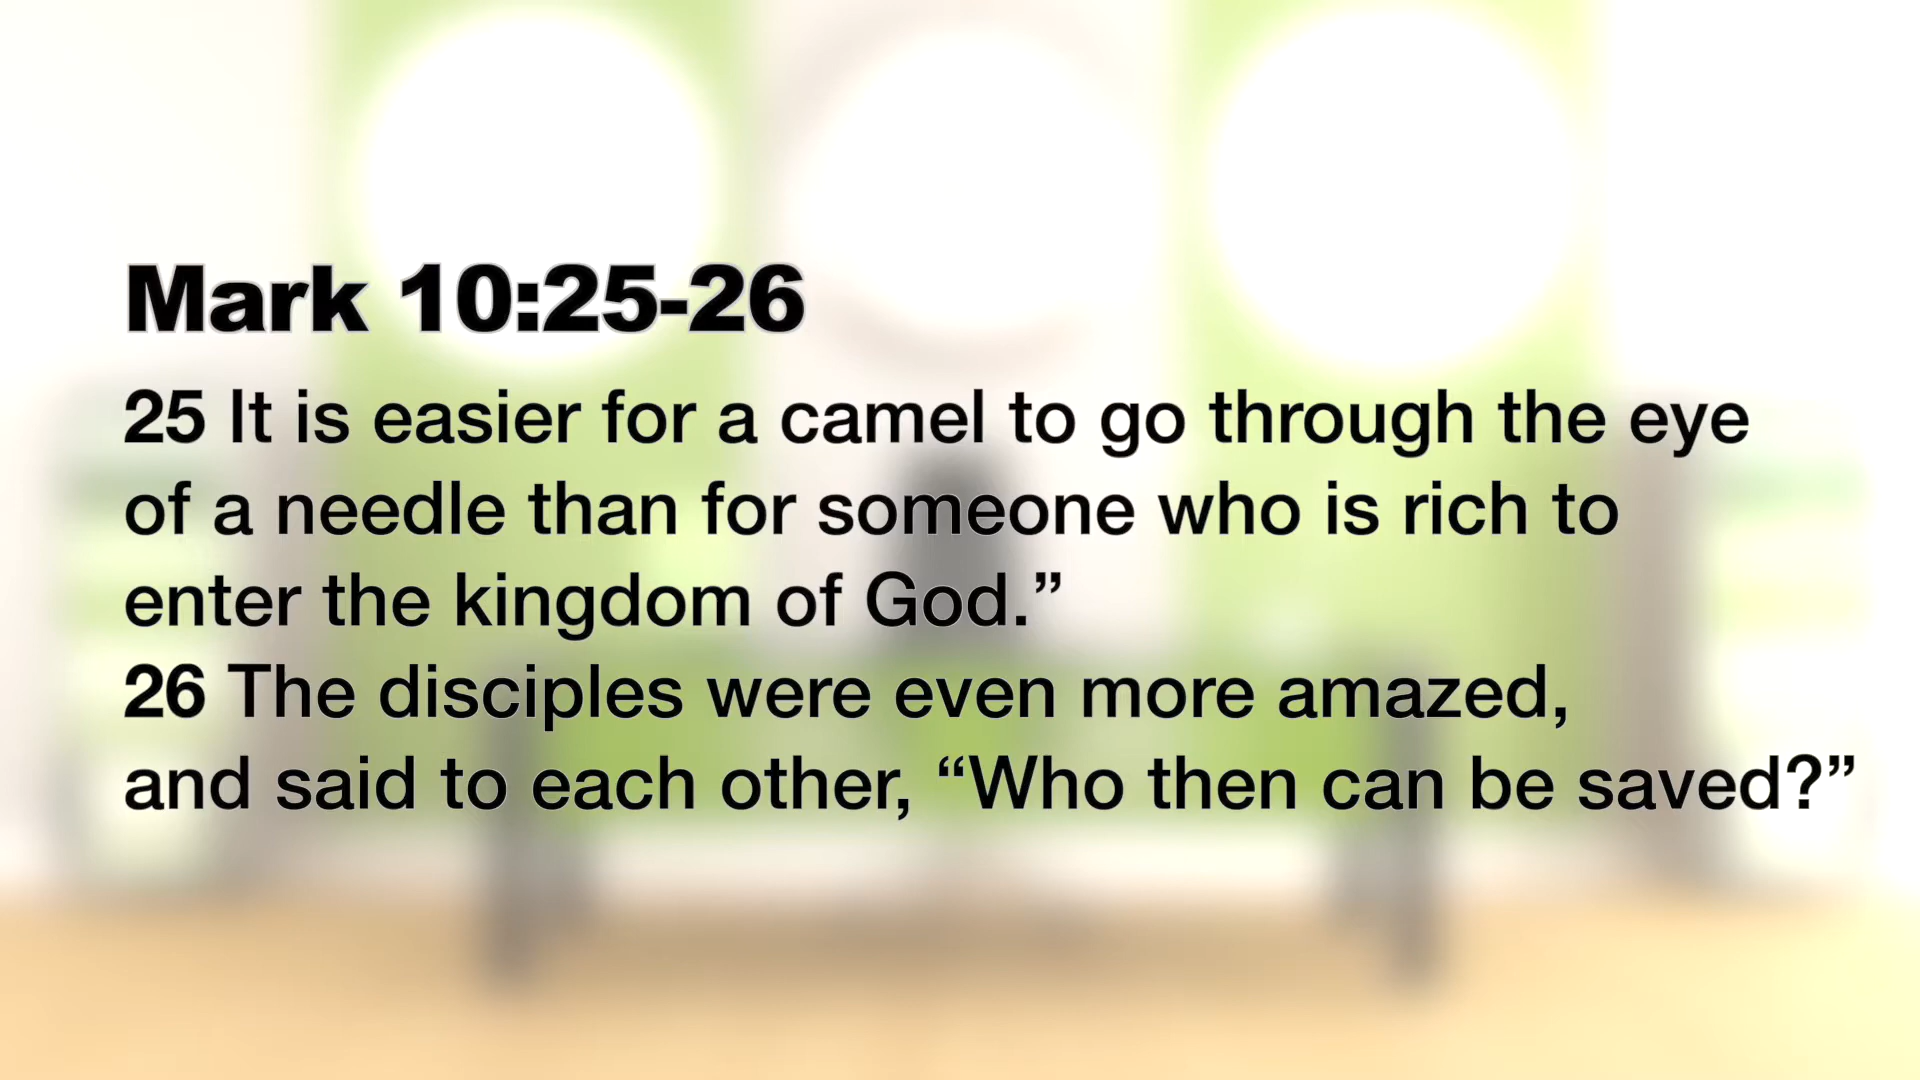 Mark 10:25-26
25 It is easier for a camel to go through the eye
of a needle than for someone who is rich to
enter the kingdom of God.”
26 The disciples were even more amazed,
and said to each other, “Who then can be saved?”